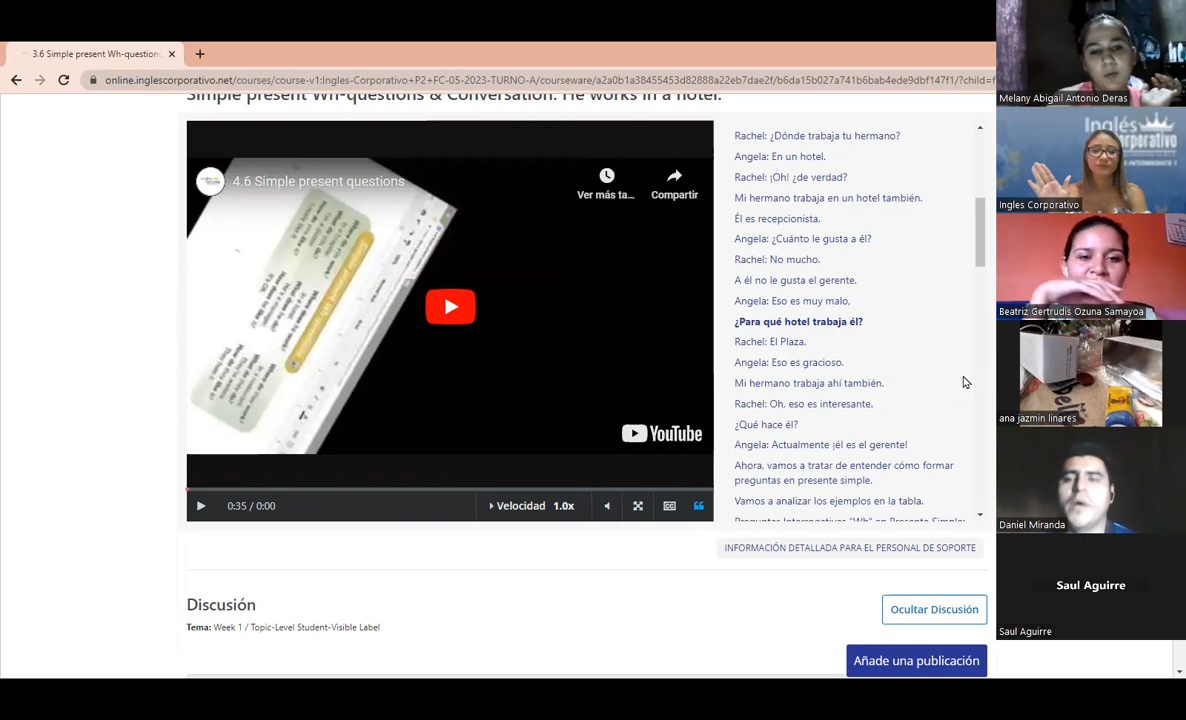 3.6 Simple present Wh-questions
online.inglescorporativo.net/courses/course-v1:Ingles-Corporativo+P2+FC-05-2023-TURNO-A/courseware/a2a0b1a38455453d82888a22eb7dae2f/b6da15b027a741b6bab4ede9dbf147f1/?child=f
Simple present Wh-questions & Conversation: He works in a hotel.
4.6 Simple present questions
Ver más ta...
Compartir
YouTube
0:35 / 0:00
Velocidad 1.0x
Rachel: ¿Dónde trabaja tu hermano?
Angela: En un hotel.
Rachel: ¡Oh! ¿de verdad?
Mi hermano trabaja en un hotel también.
Él es recepcionista.
Angela: ¿Cuánto le gusta a él?
Rachel: No mucho.
A él no le gusta el gerente.
Angela: Eso es muy malo,
¿Para qué hotel trabaja él?
Rachel: El Plaza.
Angela: Eso es gracioso.
Mi hermano trabaja ahí también.
Rachel: Oh, eso es interesante.
¿Qué hace él?
Angela: Actualmente ¡él es el gerente!
Ahora, vamos a tratar de entender cómo formar
preguntas en presente simple.
Vamos a analizar los ejemplos en la tabla.
Preguntas Interrogativas "Wh" en Presente Simple:
INFORMACIÓN DETALLADA PARA EL PERSONAL DE SOPORTE
Discusión
Tema: Week 1 / Topic-Level Student-Visible Label
Ocultar Discusión
Añade una publicación
Melany Abigail Antonio Deras
Inglés
Corporativo
Ingles Corporativo
Beatriz Gertrudis Ozuna Samayoa
ana jazmin linares
Daniel Miranda
Saul Aguirre
Saul Aguirre